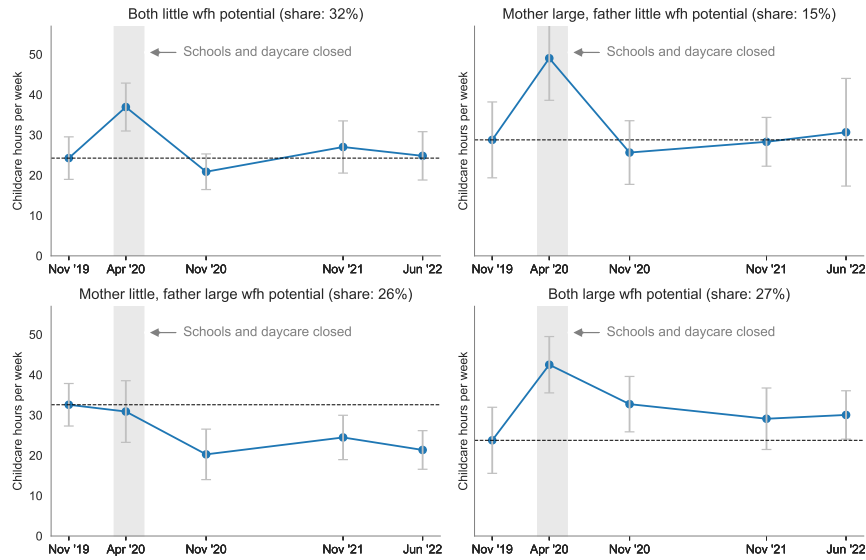 Both little wfh potential (share: 32%)
Schools and daycare closed
Childcare hours per week
50
40
30
20
10
0
Nov '19 Apr '20 Nov '20 Nov '21 Jun '22
Mother large, father little wfh potential (share: 15%)
Schools and daycare closed
Childcare hours per week
Nov '19 Apr '20 Nov '20 Nov '21 Jun '22
Mother little, father large wfh potential (share: 26%)
Schools and daycare closed
Childcare hours per week
50
40
30
20
10
0
Nov '19 Apr '20 Nov '20 Nov '21 Jun '22
Both large wfh potential (share: 27%)
Schools and daycare closed
Childcare hours per week
Nov '19 Apr '20 Nov '20 Nov '21 Jun '22